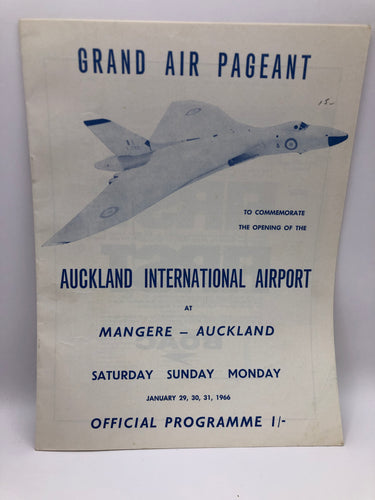 GRAND AIR PAGEANT
15-
TO COMMEMORATE
THE OPENING OF THE
AUCKLAND INTERNATIONAL AIRPORT
AT
MANGERE – AUCKLAND
BOAC
SATURDAY SUNDAY MONDAY
JANUARY 29, 30, 31, 1966
OFFICIAL PROGRAMME 1/-